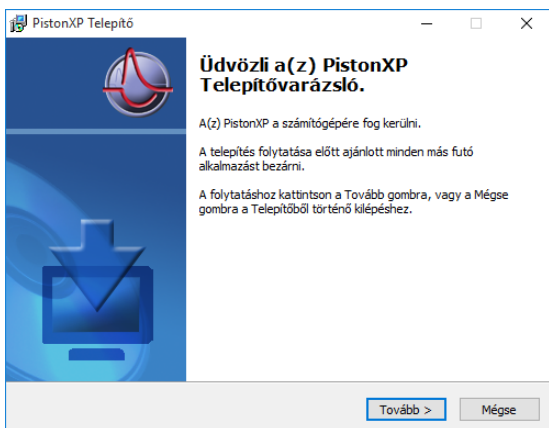 PistonXP Telepítő
Üdvözli a(z) PistonXP
Telepítővarázsló.
A(z) PistonXP a számítógépére fog kerülni.
A telepítés folytatása előtt ajánlott minden más futó
alkalmazást bezárni.
A folytatáshoz kattintson a Tovább gombra, vagy a Mégse
gombra a Telepítőből történő kilépéshez.
Tovább >
Mégse